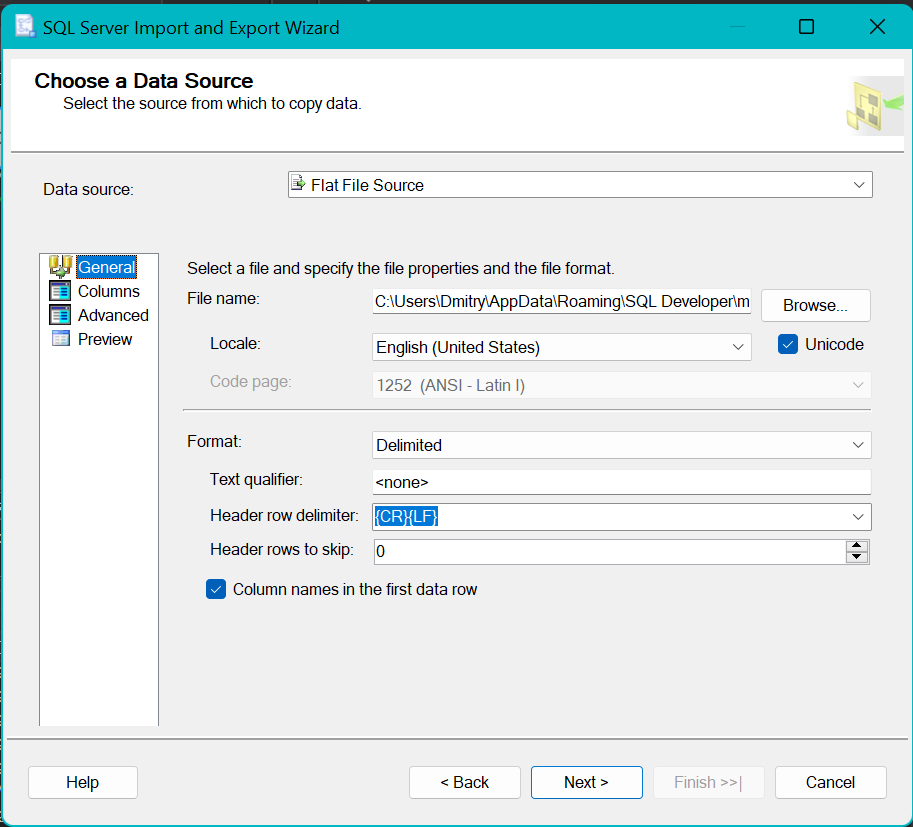 SQL Server Import and Export Wizard
Choose a Data Source
Select the source from which to copy data.
Data source:
Flat File Source
General
Columns
Advanced
Preview
Select a file and specify the file properties and the file format.
File name:
C:\Users\Dmitry\AppData\Roaming\SQL Developer\m
Browse...
Locale:
English (United States)
Unicode
Code page:
1252 (ANSI - Latin I)
Format:
Delimited
Text qualifier:
<none>
Header row delimiter:
{CR}{LF}
Header rows to skip:
0
Column names in the first data row
Help
< Back
Next >
Finish >>|
Cancel